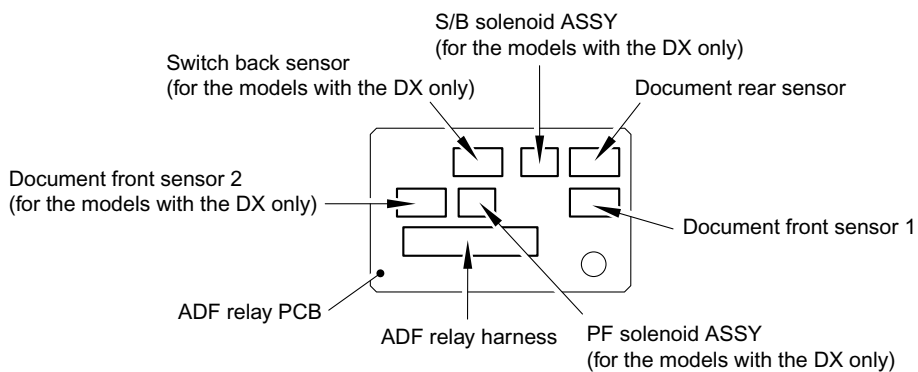 S/B solenoid ASSY
(for the models with the DX only)
Switch back sensor
(for the models with the DX only)
Document rear sensor
Document front sensor 2
(for the models with the DX only)
Document front sensor 1
ADF relay PCB
ADF relay harness
PF solenoid ASSY
(for the models with the DX only)